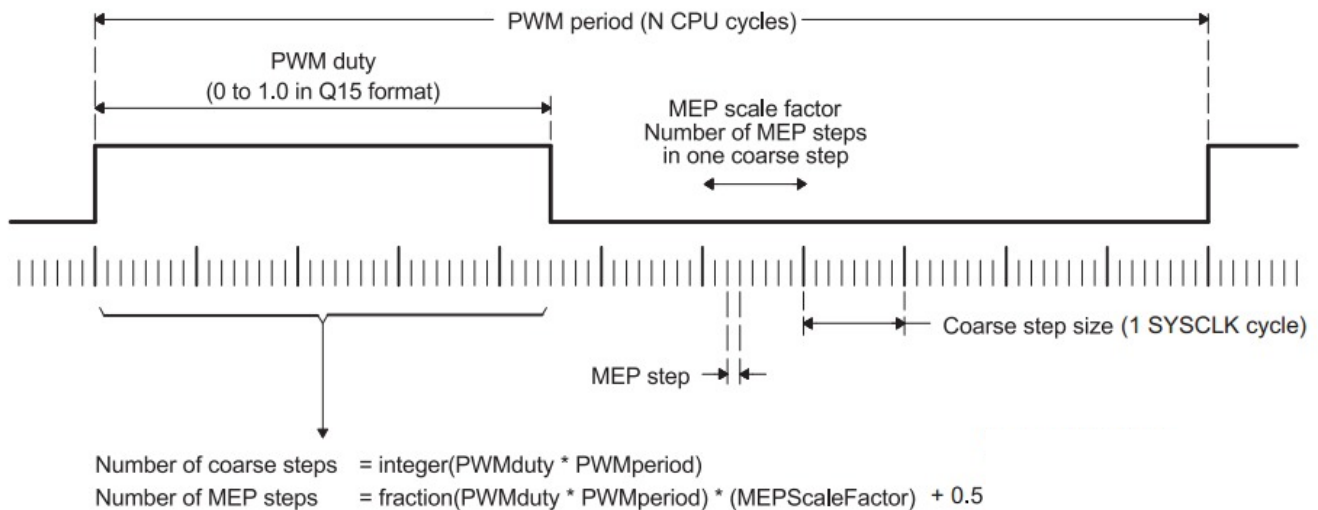 PWM period (N CPU cycles)
PWM duty
(0 to 1.0 in Q15 format)
MEP scale factor
Number of MEP steps
in one coarse step
Coarse step size (1 SYSCLK cycle)
MEP step
Number of coarse steps = integer(PWMduty * PWMperiod)
Number of MEP steps = fraction(PWMduty * PWMperiod) * (MEPScaleFactor) + 0.5